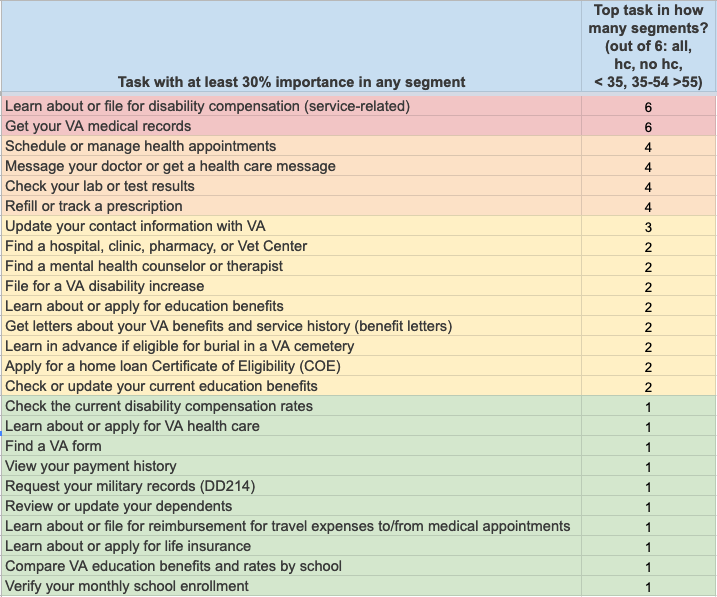 Top task in how
many segments?
(out of 6: all,
hc, no hc,
< 35, 35-54 >55)
Task with at least 30% importance in any segment
Learn about or file for disability compensation (service-related) 6
Get your VA medical records 6
Schedule or manage health appointments 4
Message your doctor or get a health care message 4
Check your lab or test results 4
Refill or track a prescription 4
Update your contact information with VA 3
Find a hospital, clinic, pharmacy, or Vet Center 2
Find a mental health counselor or therapist 2
File for a VA disability increase 2
Learn about or apply for education benefits 2
Get letters about your VA benefits and service history (benefit letters) 2
Learn in advance if eligible for burial in a VA cemetery 2
Apply for a home loan Certificate of Eligibility (COE) 2
Check or update your current education benefits 2
Check the current disability compensation rates 1
Learn about or apply for VA health care 1
Find a VA form 1
View your payment history 1
Request your military records (DD214) 1
Review or update your dependents 1
Learn about or file for reimbursement for travel expenses to/from medical appointments 1
Learn about or apply for life insurance 1
Compare VA education benefits and rates by school 1
Verify your monthly school enrollment 1